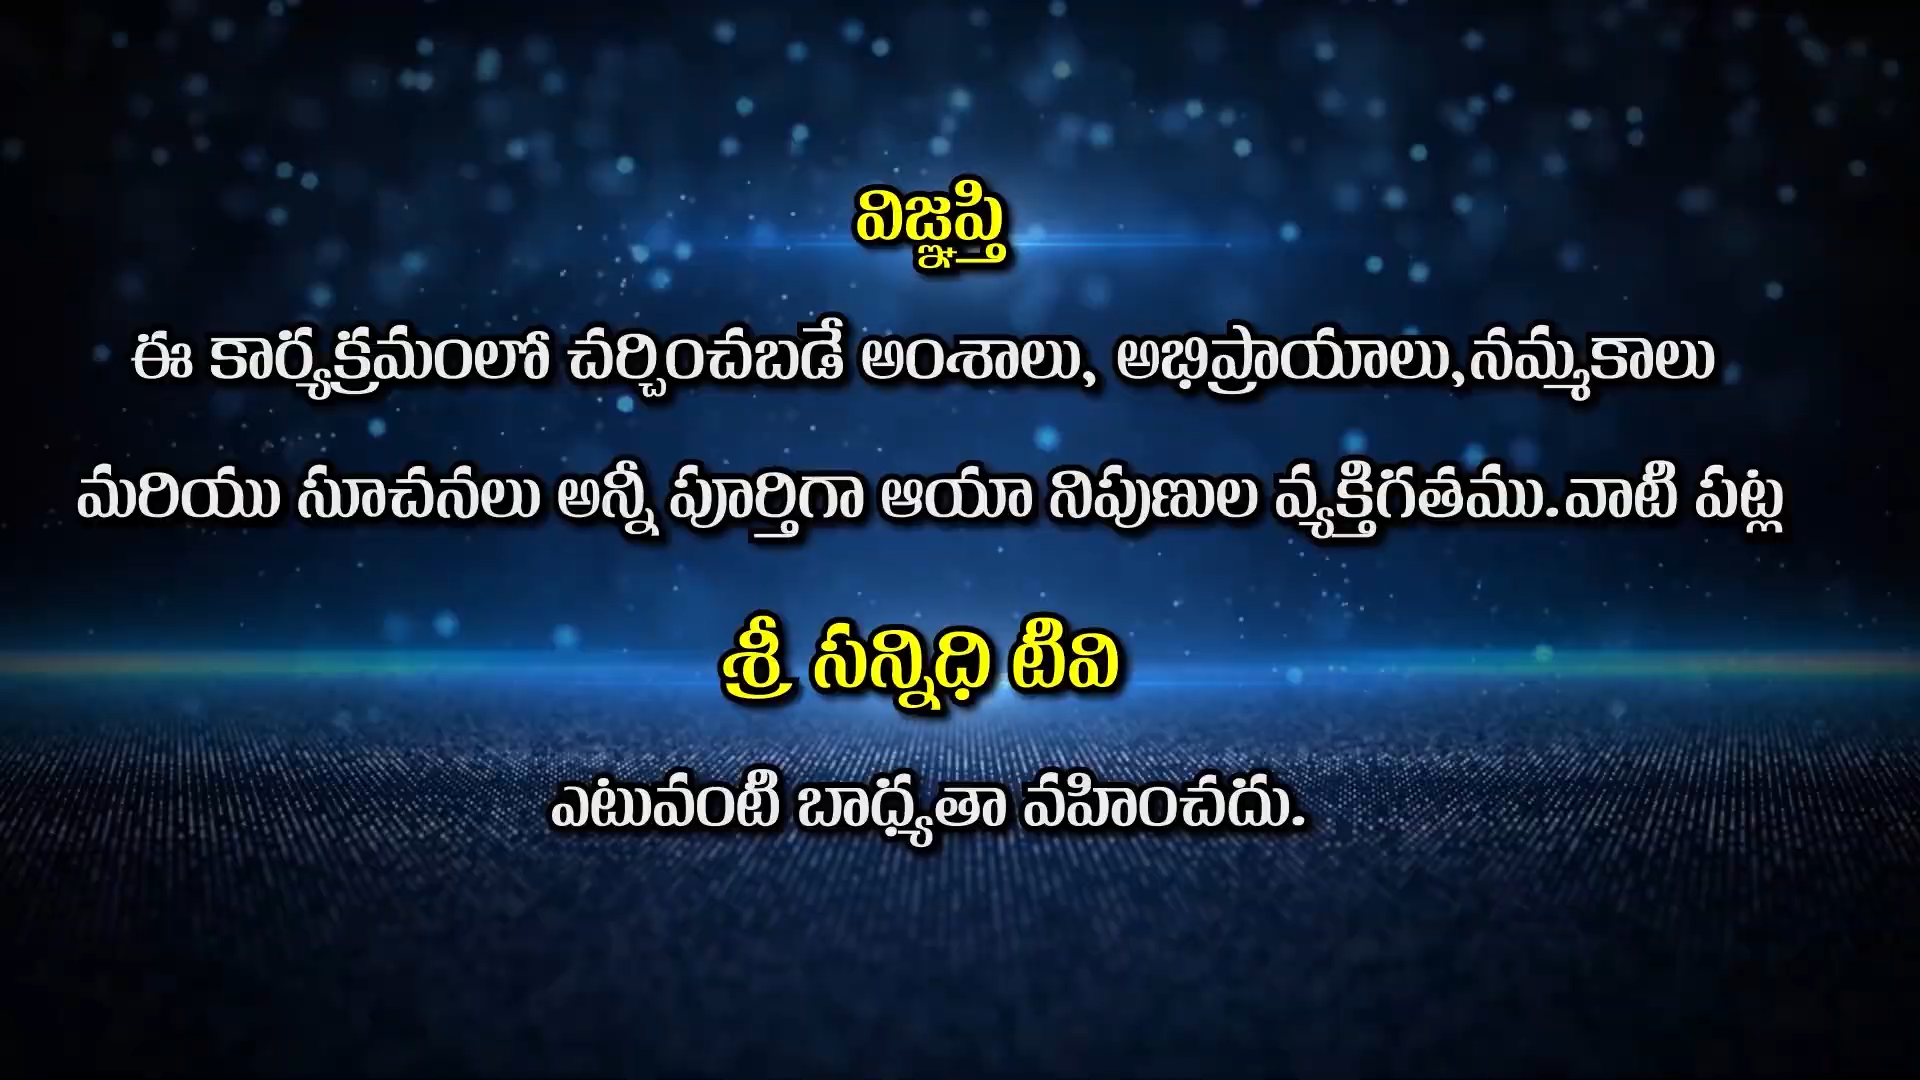 విజ్ఞప్తి
ఈ కార్యక్రమంలో చర్చించబడే అంశాలు, అభిప్రాయాలు,నమ్మకాలు
మరియు సూచనలు అన్నీ పూర్తిగా ఆయా నిపుణుల వ్యక్తిగతము.వాటి పట్ల
శ్రీ సన్నిధి టివి
ఎటువంటి బాధ్యతా వహించదు.